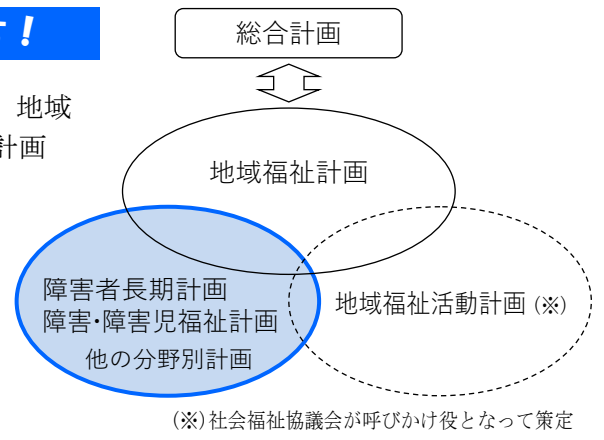 ！
総合計画
地域
計画
地域福祉計画
障害者長期計画
障害・障害児福祉計画
他の分野別計画
地域福祉活動計画(※)
(※)社会福祉協議会が呼びかけ役となって策定